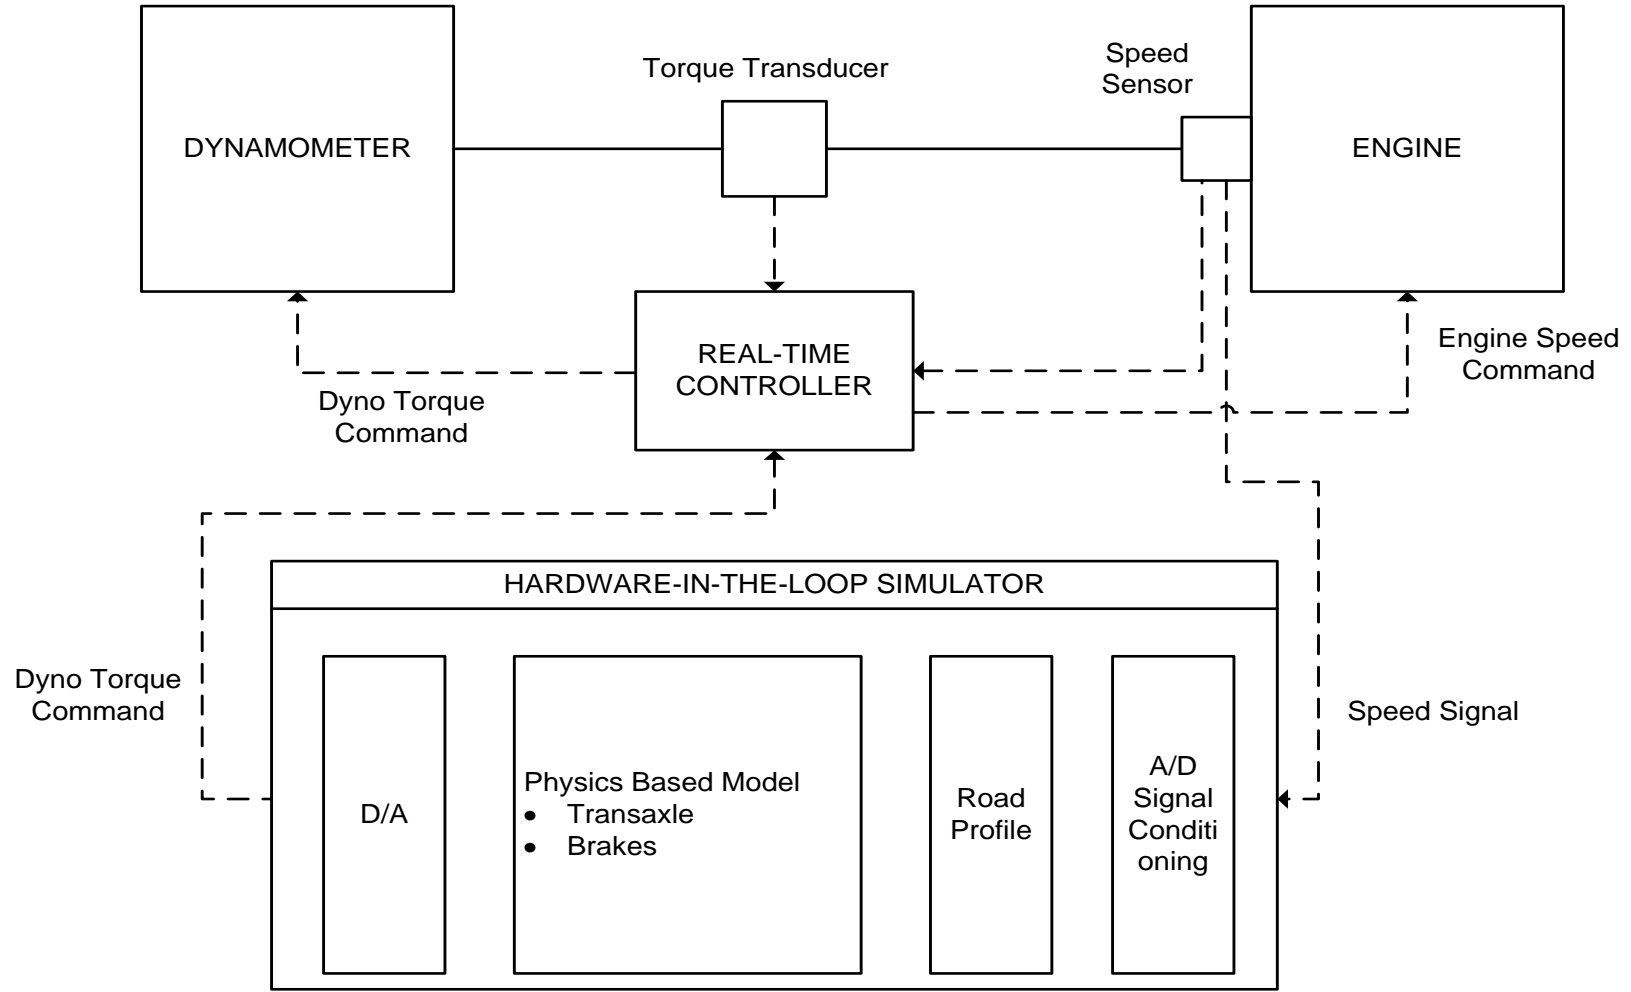 Torque Transducer
Speed
Sensor
DYNAMOMETER
ENGINE
REAL-TIME
CONTROLLER
Engine Speed
Command
Dyno Torque
Command
HARDWARE-IN-THE-LOOP SIMULATOR
Dyno Torque
Command
D/A
Physics Based Model
• Transaxle
• Brakes
Road
Profile
A/D
Signal
Conditi
oning
Speed Signal